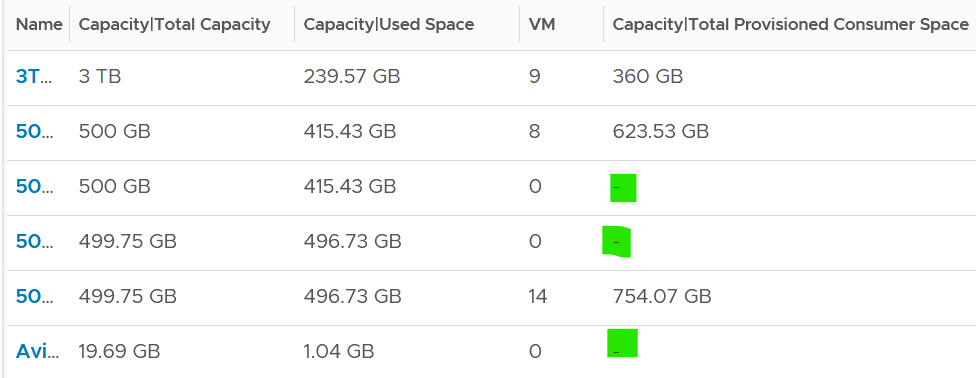 Name Capacity|Total Capacity Capacity|Used Space VM Capacity|Total Provisioned Consumer Space
3T... 3 TB 239.57 GB 9 360 GB
50... 500 GB 415.43 GB 8 623.53 GB
50... 500 GB 415.43 GB 0 -
50... 499.75 GB 496.73 GB 0 -
50... 499.75 GB 496.73 GB 14 754.07 GB
Avi... 19.69 GB 1.04 GB 0 -